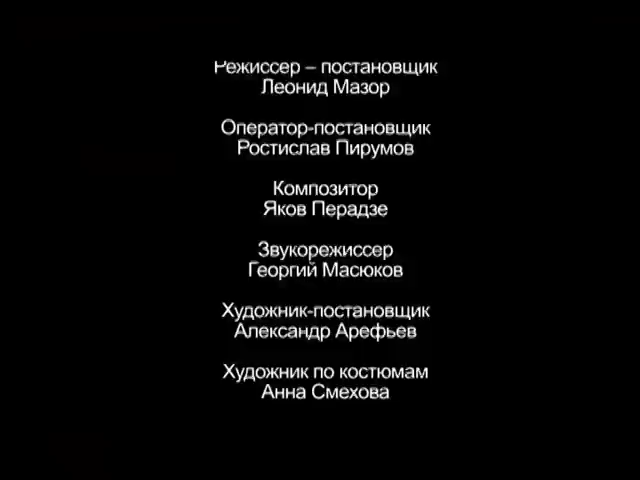 Режиссер – постановщик
Леонид Мазор
Оператор-постановщик
Ростислав Пирумов
Композитор
Яков Перадзе
Звукорежиссер
Георгий Масюков
Художник-постановщик
Александр Арефьев
Художник по костюмам
Анна Смехова